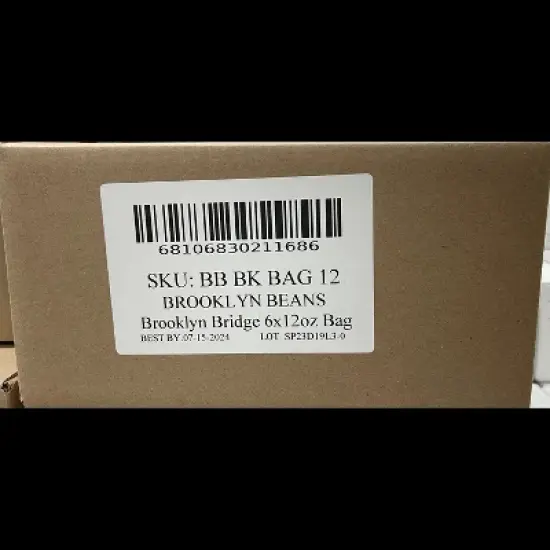 68106830211686
SKU: BB BK BAG 12
BROOKLYN BEANS
Brooklyn Bridge 6x12oz Bag
BEST BY:07-15-2024 LOT SP23D19L3-0